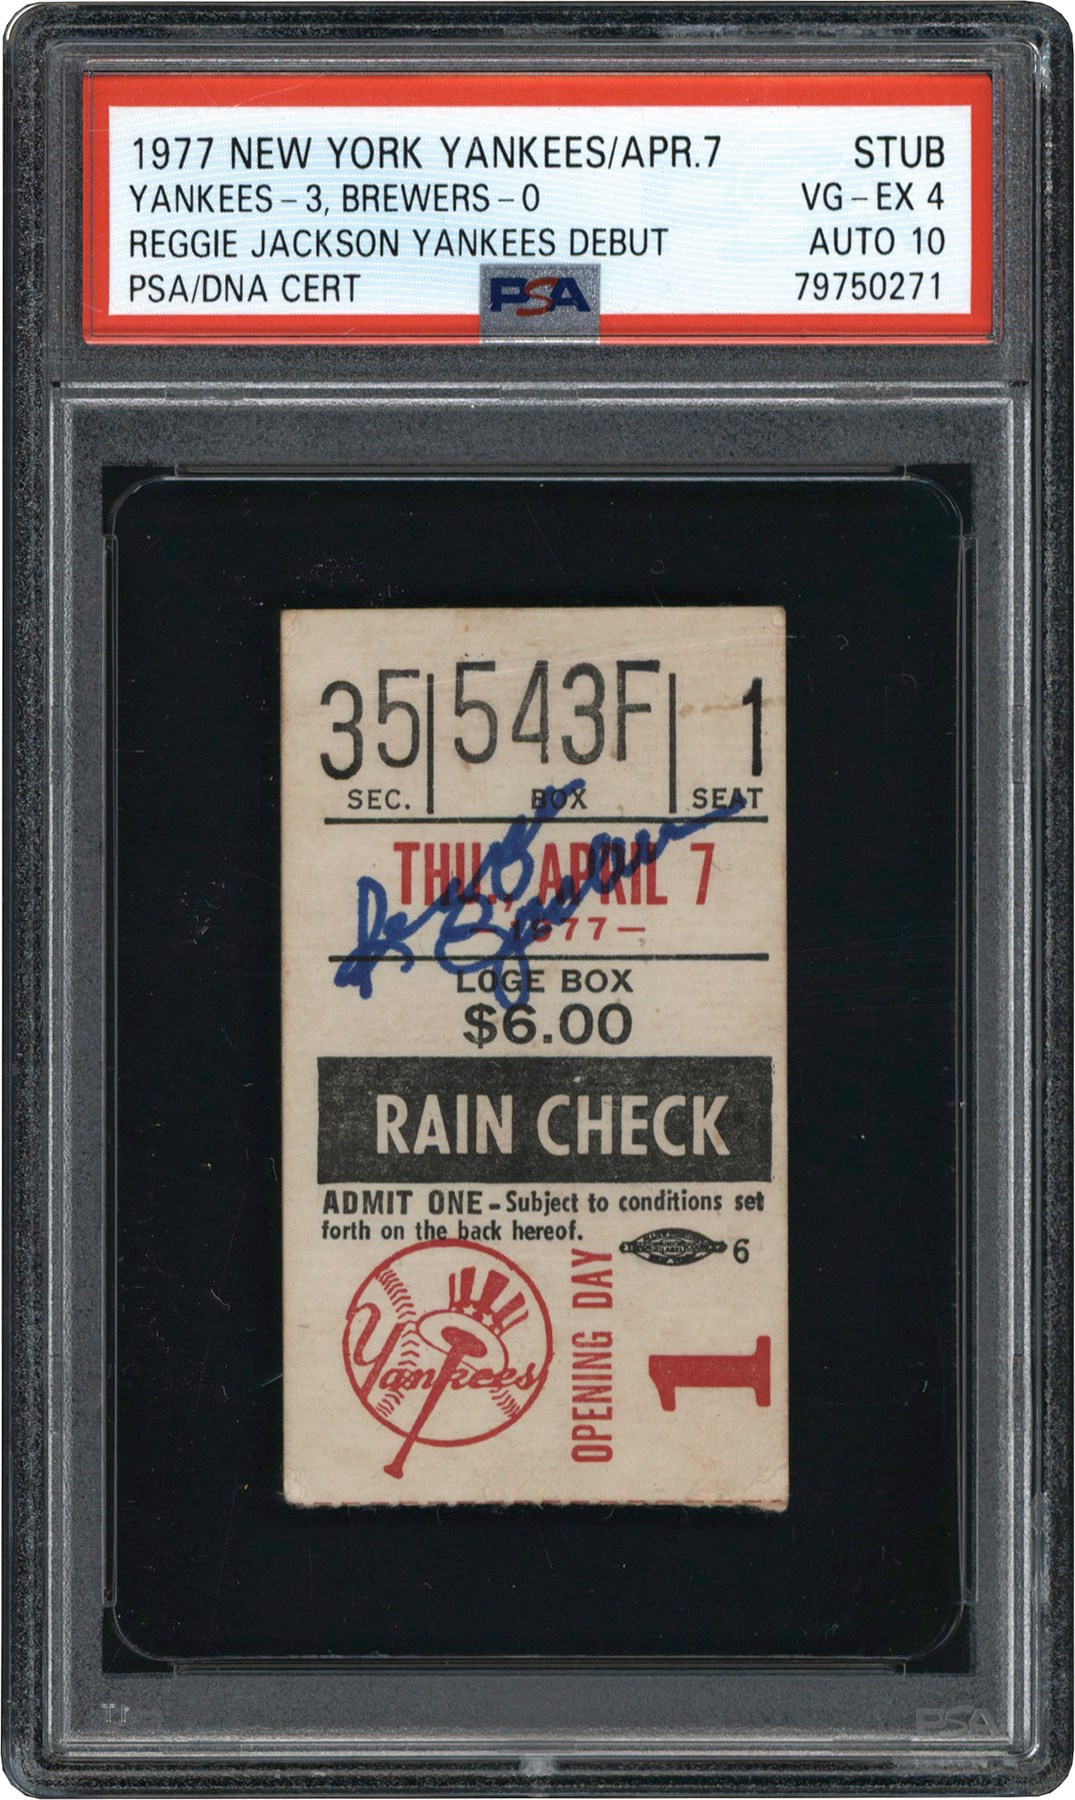 1977 NEW YORK YANKEES/APR.7 STUB
YANKEES-3, BREWERS-0 VG-EX 4
REGGIE JACKSON YANKEES DEBUT AUTO 10
PSA/DNA CERT 79750271
PSA
35 543F 1
SEC. BOX SEAT
THU., APRIL 7
-1977-
LOGE BOX
$6.00
RAIN CHECK
ADMIT ONE - Subject to conditions set
forth on the back hereof.
6
Yankees
OPENING DAY
1
PSA